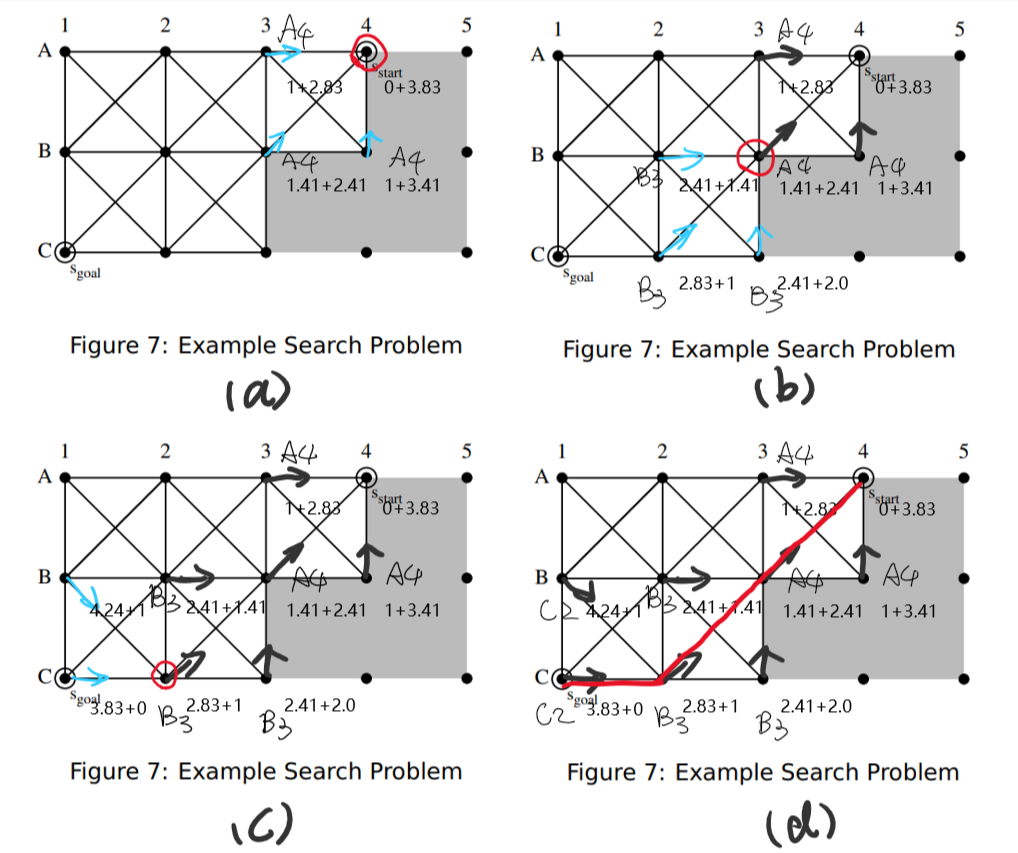 1 2 3 A4 4 5
A
s start
1+2.83 0+3.83
B
A4 A4
1.41+2.41 1+3.41
C
s goal
Figure 7: Example Search Problem
(a)
1 2 3 A4 4 5
A
s start
1+2.83 0+3.83
B
B3 A4 A4
2.41+1.41 1.41+2.41 1+3.41
C
s goal
B3 2.83+1 B3 2.41+2.0
Figure 7: Example Search Problem
(b)
1 2 3 A4 4 5
A
s start
1+2.83 0+3.83
B
B3 A4 A4
4.24+1 2.41+1.41 1.41+2.41 1+3.41
C
s goal
3.83+0 B3 2.83+1 B3 2.41+2.0
Figure 7: Example Search Problem
(c)
1 2 3 A4 4 5
A
s start
1+2.83 0+3.83
B
C2 B3 A4 A4
4.24+1 2.41+1.41 1.41+2.41 1+3.41
C
s goal
C2 3.83+0 B3 2.83+1 B3 2.41+2.0
Figure 7: Example Search Problem
(d)